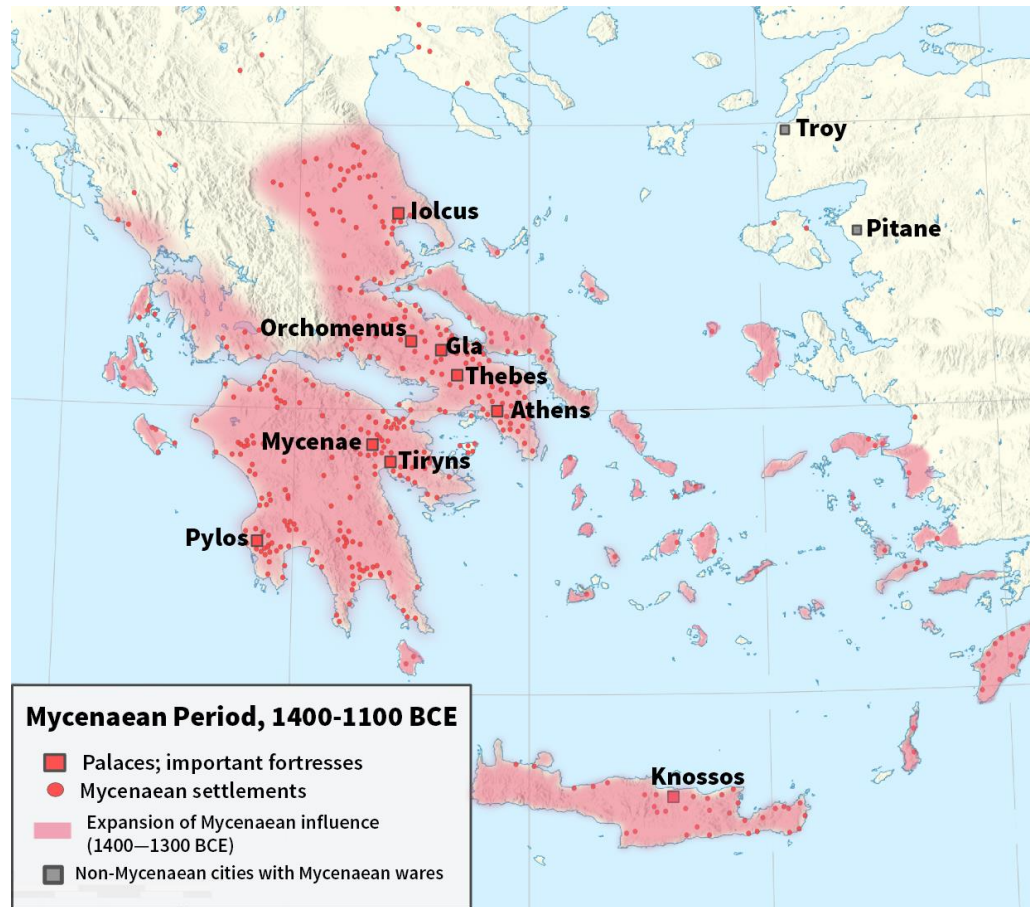 Troy
Iolcus
Pitane
Orchomenus
Gla
Thebes
Athens
Mycenae
Tiryns
Pylos
Knossos
Mycenaean Period, 1400-1100 BCE
Palaces; important fortresses
Mycenaean settlements
Expansion of Mycenaean influence
(1400—1300 BCE)
Non-Mycenaean cities with Mycenaean wares